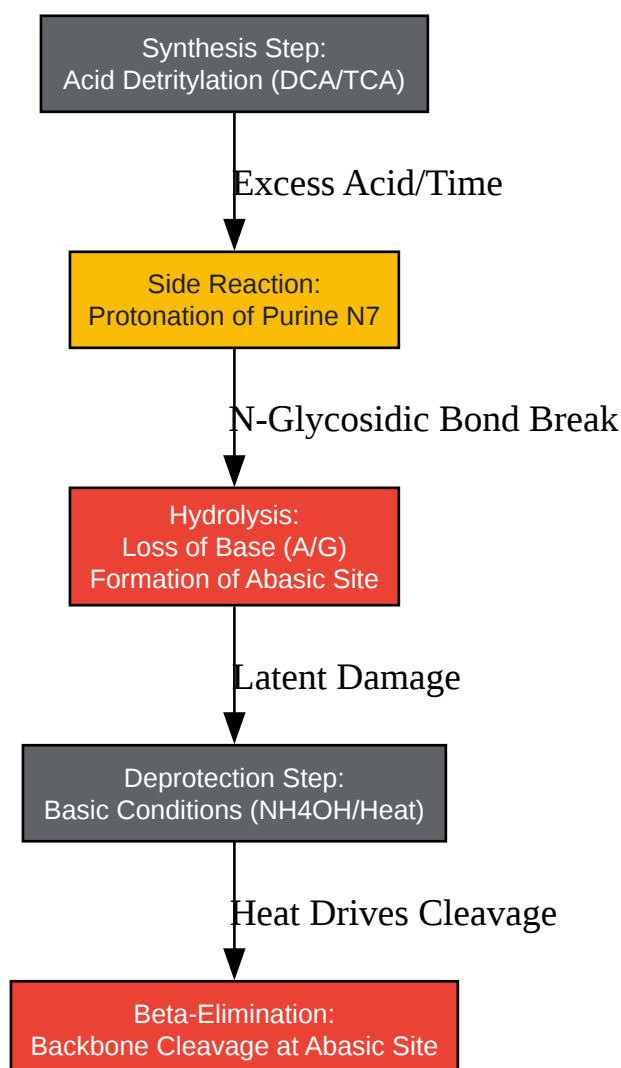 Synthesis Step:
Acid Detritylation (DCA/TCA)
Excess Acid/Time
Side Reaction:
Protonation of Purine N7
N-Glycosidic Bond Break
Hydrolysis:
Loss of Base (A/G)
Formation of Abasic Site
Latent Damage
Deprotection Step:
Basic Conditions (NH4OH/Heat)
Heat Drives Cleavage
Beta-Elimination:
Backbone Cleavage at Abasic Site